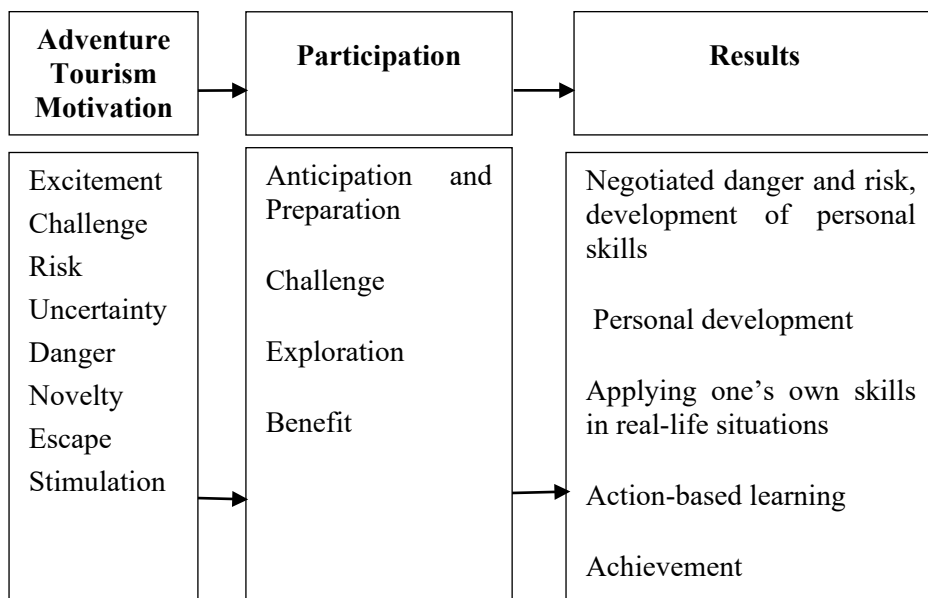 Adventure
Tourism
Motivation
Participation
Results
Excitement
Challenge
Risk
Uncertainty
Danger
Novelty
Escape
Stimulation
Anticipation and
Preparation
Challenge
Exploration
Benefit
Negotiated danger and risk,
development of personal
skills
Personal development
Applying one’s own skills
in real-life situations
Action-based learning
Achievement